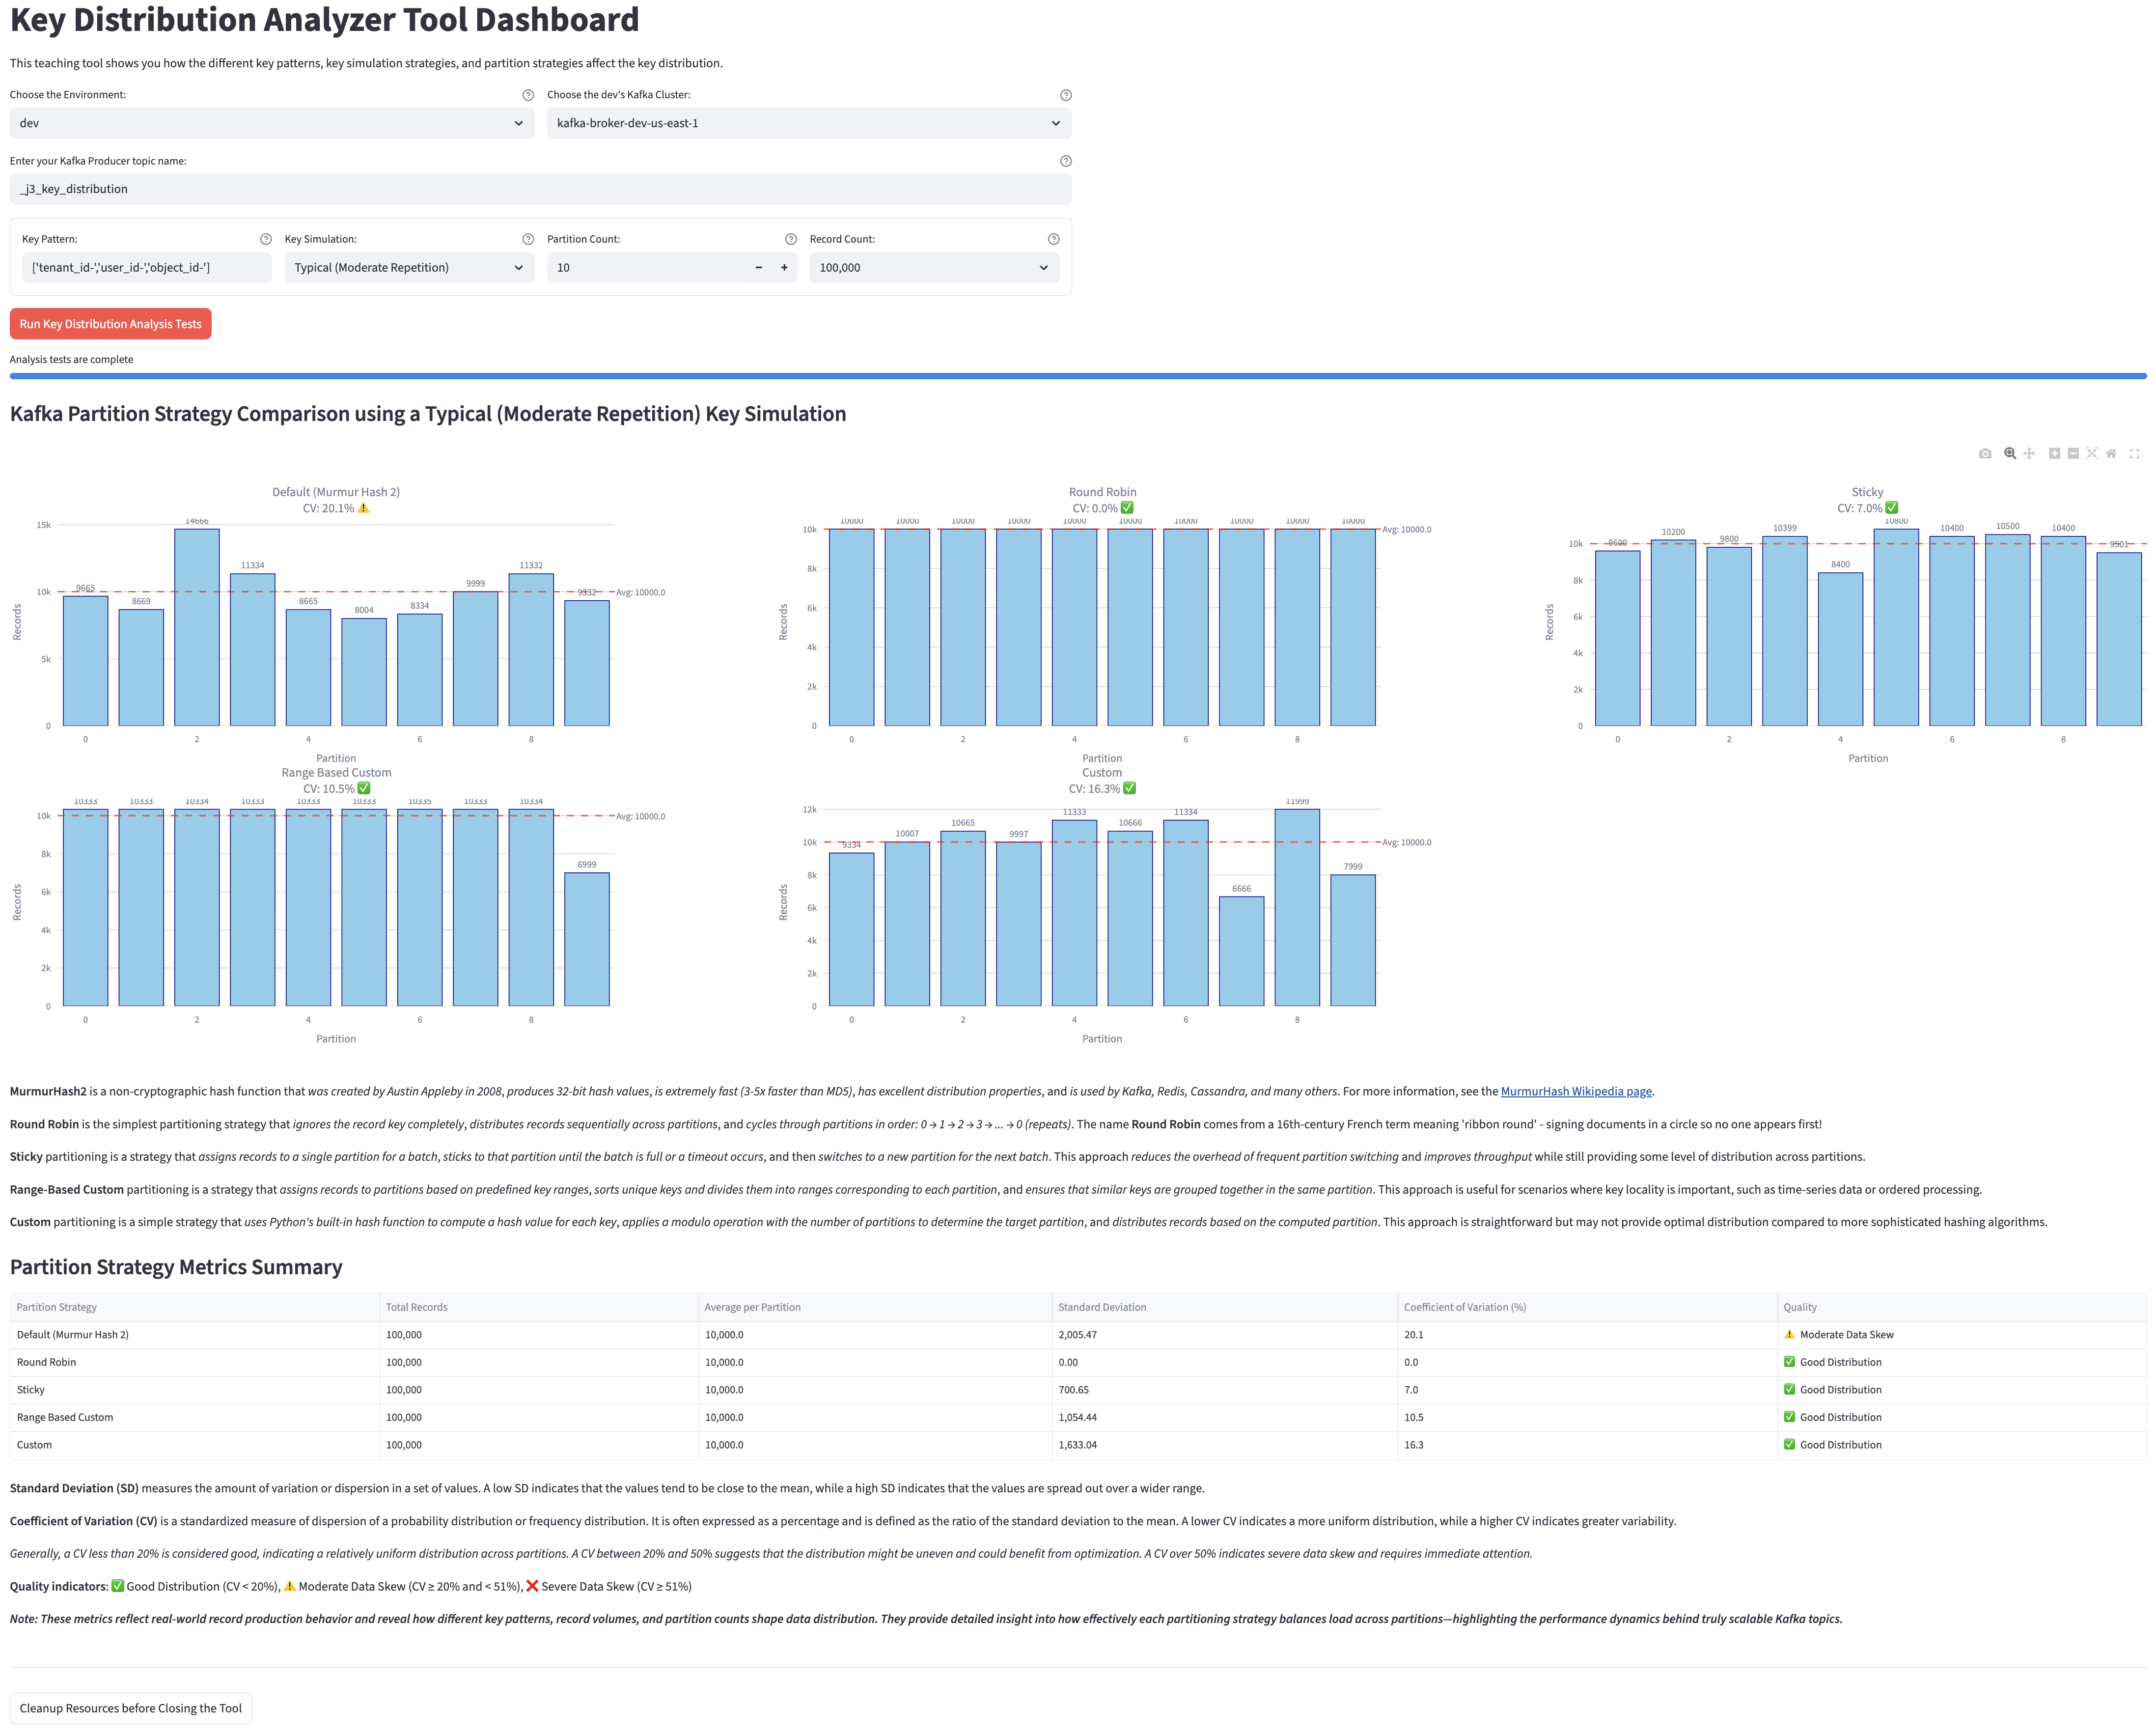 Key Distribution Analyzer Tool Dashboard
This teaching tool shows you how the different key patterns, key simulation strategies, and partition strategies affect the key distribution.
Choose the Environment:
Choose the dev's Kafka Cluster:
dev
kafka-broker-dev-us-east-1
Enter your Kafka Producer topic name:
_j3_key_distribution
Key Pattern:
Key Simulation:
Partition Count:
Record Count:
['tenant_id-','user_id-','object_id-']
Typical (Moderate Repetition)
10
100,000
Run Key Distribution Analysis Tests
Analysis tests are complete
Kafka Partition Strategy Comparison using a Typical (Moderate Repetition) Key Simulation
Default (Murmur Hash 2)
CV: 20.1% ⚠️
15k
10k
5k
0
Records
9665
8669
14666
11334
8665
8004
8334
9999
11332
9332
Avg: 10000.0
0 2 4 6 8
Partition
Round Robin
CV: 0.0% ✅
10k
8k
6k
4k
2k
0
Records
10000 10000 10000 10000 10000 10000 10000 10000 10000 10000
Avg: 10000.0
0 2 4 6 8
Partition
Sticky
CV: 7.0% ✅
10k
8k
6k
4k
2k
0
Records
9600
10200
9800
10399
8400
10800
10400
10500
10400
9501
0 2 4 6 8
Partition
Range Based Custom
CV: 10.5% ✅
10k
8k
6k
4k
2k
0
Records
10333 10333 10334 10333 10333 10333 10335 10333 10334
6999
Avg: 10000.0
0 2 4 6 8
Partition
Custom
CV: 16.3% ✅
12k
10k
8k
6k
4k
2k
0
Records
9334
10007
10665
9997
11333
10666
11334
6666
11999
7999
Avg: 10000.0
0 2 4 6 8
Partition
MurmurHash2 is a non-cryptographic hash function that was created by Austin Appleby in 2008, produces 32-bit hash values, is extremely fast (3-5x faster than MD5), has excellent distribution properties, and is used by Kafka, Redis, Cassandra, and many others. For more information, see the MurmurHash Wikipedia page.
Round Robin is the simplest partitioning strategy that ignores the record key completely, distributes records sequentially across partitions, and cycles through partitions in order: 0 → 1 → 2 → 3 → ... → 0 (repeats). The name Round Robin comes from a 16th-century French term meaning 'ribbon round' - signing documents in a circle so no one appears first!
Sticky partitioning is a strategy that assigns records to a single partition for a batch, sticks to that partition until the batch is full or a timeout occurs, and then switches to a new partition for the next batch. This approach reduces the overhead of frequent partition switching and improves throughput while still providing some level of distribution across partitions.
Range-Based Custom partitioning is a strategy that assigns records to partitions based on predefined key ranges, sorts unique keys and divides them into ranges corresponding to each partition, and ensures that similar keys are grouped together in the same partition. This approach is useful for scenarios where key locality is important, such as time-series data or ordered processing.
Custom partitioning is a simple strategy that uses Python's built-in hash function to compute a hash value for each key, applies a modulo operation with the number of partitions to determine the target partition, and distributes records based on the computed partition. This approach is straightforward but may not provide optimal distribution compared to more sophisticated hashing algorithms.
Partition Strategy Metrics Summary
Partition Strategy Total Records Average per Partition Standard Deviation Coefficient of Variation (%) Quality
Default (Murmur Hash 2) 100,000 10,000.0 2,005.47 20.1 ⚠️ Moderate Data Skew
Round Robin 100,000 10,000.0 0.00 0.0 ✅ Good Distribution
Sticky 100,000 10,000.0 700.65 7.0 ✅ Good Distribution
Range Based Custom 100,000 10,000.0 1,054.44 10.5 ✅ Good Distribution
Custom 100,000 10,000.0 1,633.04 16.3 ✅ Good Distribution
Standard Deviation (SD) measures the amount of variation or dispersion in a set of values. A low SD indicates that the values tend to be close to the mean, while a high SD indicates that the values are spread out over a wider range.
Coefficient of Variation (CV) is a standardized measure of dispersion of a probability distribution or frequency distribution. It is often expressed as a percentage and is defined as the ratio of the standard deviation to the mean. A lower CV indicates a more uniform distribution, while a higher CV indicates greater variability.
Generally, a CV less than 20% is considered good, indicating a relatively uniform distribution across partitions. A CV between 20% and 50% suggests that the distribution might be uneven and could benefit from optimization. A CV over 50% indicates severe data skew and requires immediate attention.
Quality indicators: ✅ Good Distribution (CV < 20%), ⚠️ Moderate Data Skew (CV ≥ 20% and < 51%), ❌ Severe Data Skew (CV ≥ 51%)
Note: These metrics reflect real-world record production behavior and reveal how different key patterns, record volumes, and partition counts shape data distribution. They provide detailed insight into how effectively each partitioning strategy balances load across partitions—highlighting the performance dynamics behind truly scalable Kafka topics.
Cleanup Resources before Closing the Tool